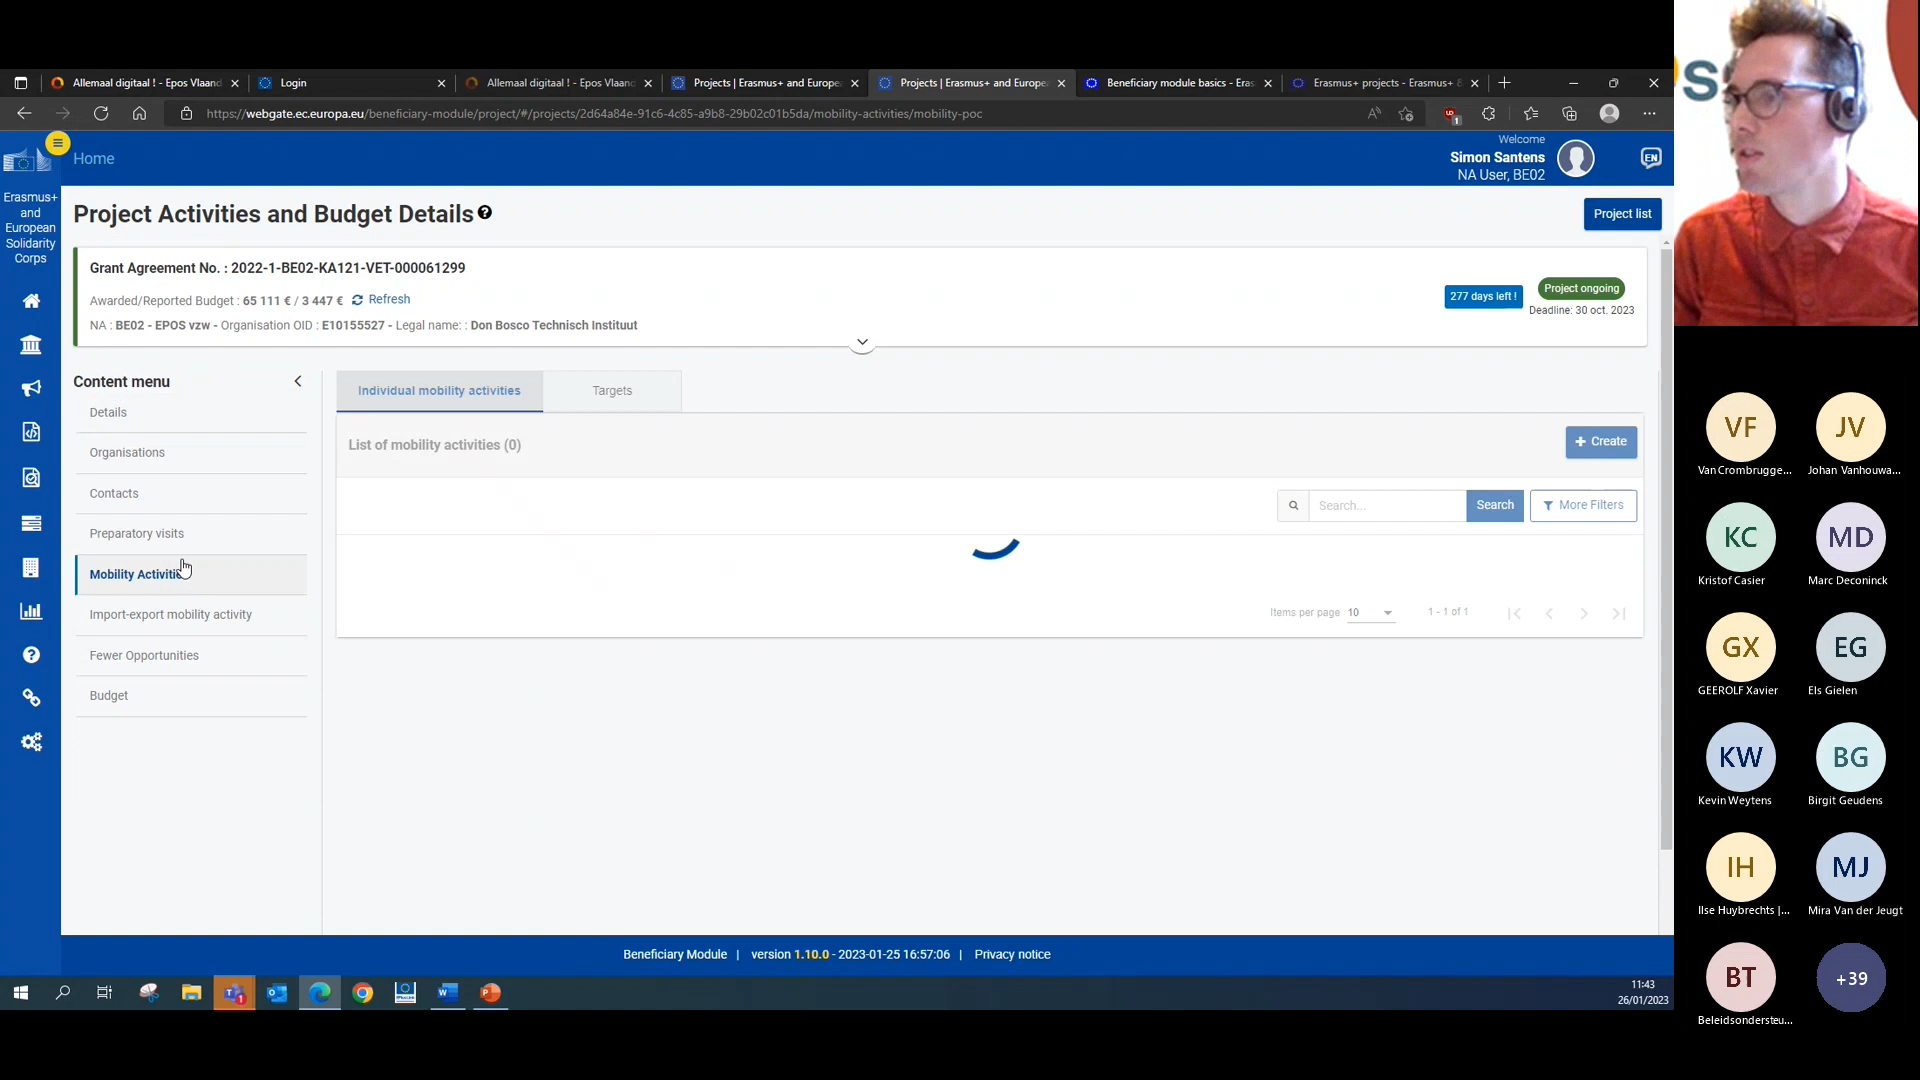 Allemaal digitaal ! - Epos Vlaand
Login
Allemaal digitaal ! - Epos Vlaand
Projects | Erasmus+ and Europe
Projects | Erasmus+ and Europe
Beneficiary module basics - Eras
Erasmus+ projects - Erasmus+ &
https://webgate.ec.europa.eu/beneficiary-module/project/#/projects/2d64a84e-91c6-4c85-a9b8-29b02c01b5da/mobility-activities/mobility-poc
Home
Welcome
Simon Santens
NA User, BE02
EN
Erasmus+
and
European
Solidarity
Corps
Project Activities and Budget Details
Project list
Grant Agreement No. : 2022-1-BE02-KA121-VET-000061299
Awarded/Reported Budget : 65 111 € / 3 447 € Refresh
NA : BE02 - EPOS vzw - Organisation OID : E10155527 - Legal name: : Don Bosco Technisch Instituut
277 days left !
Project ongoing
Deadline: 30 oct. 2023
Content menu
Details
Organisations
Contacts
Preparatory visits
Mobility Activitie
Import-export mobility activity
Fewer Opportunities
Budget
Individual mobility activities
Targets
List of mobility activities (0)
+ Create
Search...
Search
More Filters
Items per page 10
1 - 1 of 1
Beneficiary Module | version 1.10.0 - 2023-01-25 16:57:06 | Privacy notice
11:43
26/01/2023
VF
Van Crombrugge...
JV
Johan Vanhouwa...
KC
Kristof Casier
MD
Marc Deconinck
GX
GEEROLF Xavier
EG
Els Gielen
KW
Kevin Weytens
BG
Birgit Geudens
IH
Ilse Huybrechts |...
MJ
Mira Van der Jeugt
BT
Beleidsondersteu...
+39